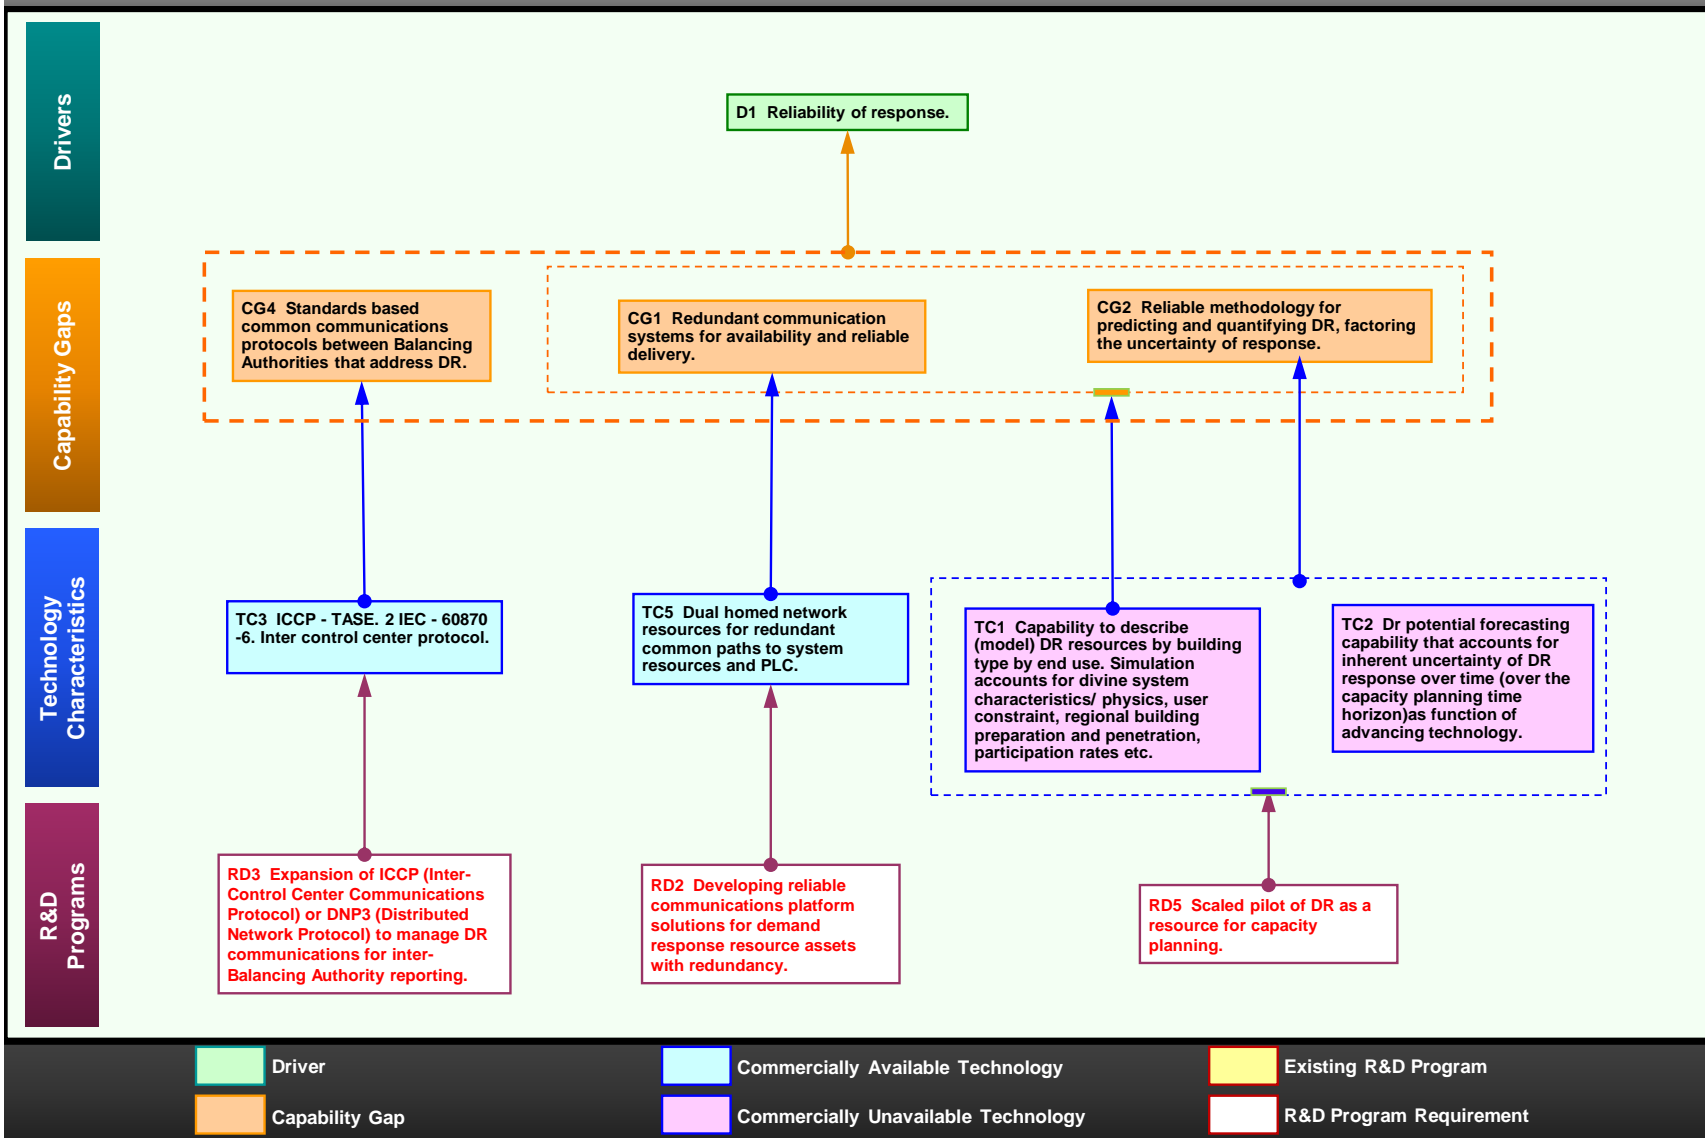 Drivers
D1 Reliability of response.
Capability Gaps
CG4 Standards based
common communications
protocols between Balancing
Authorities that address DR.
CG1 Redundant communication
systems for availability and reliable
delivery.
CG2 Reliable methodology for
predicting and quantifying DR, factoring
the uncertainty of response.
Technology
Characteristics
TC3 ICCP - TASE. 2 IEC - 60870
-6. Inter control center protocol.
TC5 Dual homed network
resources for redundant
common paths to system
resources and PLC.
TC1 Capability to describe
(model) DR resources by building
type by end use. Simulation
accounts for divine system
characteristics/ physics, user
constraint, regional building
preparation and penetration,
participation rates etc.
TC2 Dr potential forecasting
capability that accounts for
inherent uncertainty of DR
response over time (over the
capacity planning time
horizon)as function of
advancing technology.
R&D
Programs
RD3 Expansion of ICCP (Inter-
Control Center Communications
Protocol) or DNP3 (Distributed
Network Protocol) to manage DR
communications for inter-
Balancing Authority reporting.
RD2 Developing reliable
communications platform
solutions for demand
response resource assets
with redundancy.
RD5 Scaled pilot of DR as a
resource for capacity
planning.
Driver
Commercially Available Technology
Existing R&D Program
Capability Gap
Commercially Unavailable Technology
R&D Program Requirement